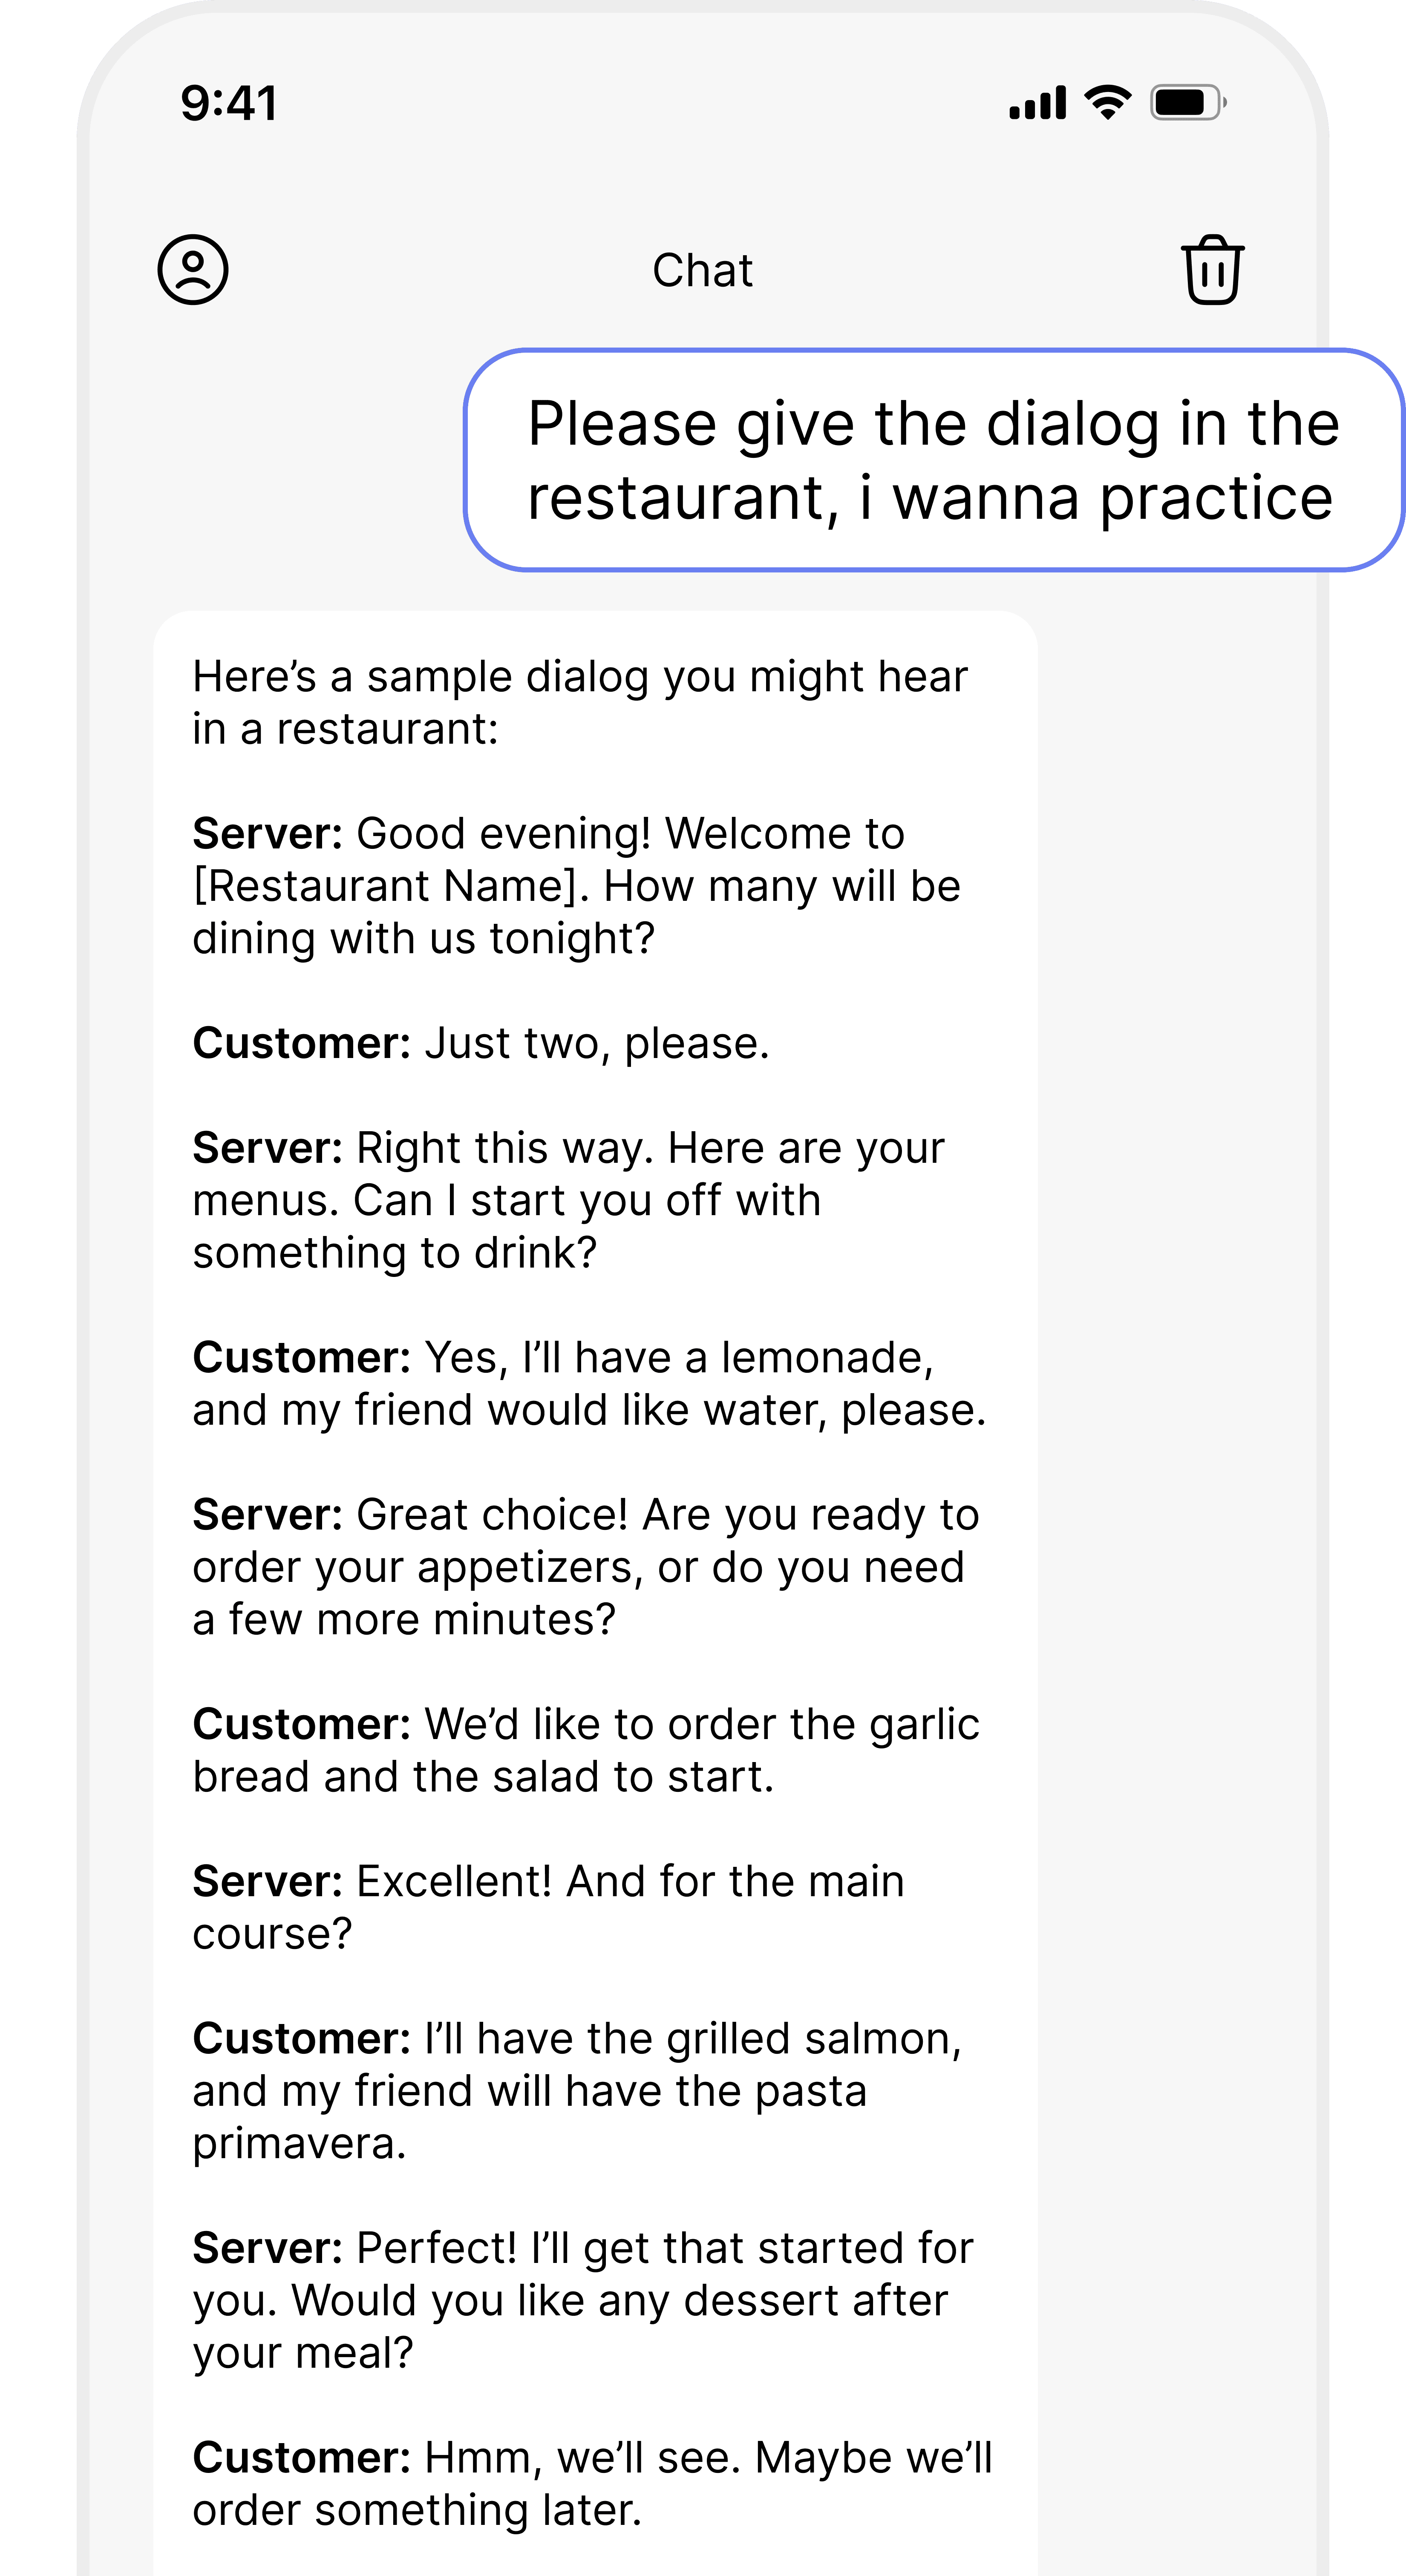 9:41
Chat
Please give the dialog in the
restaurant, i wanna practice
Here’s a sample dialog you might hear
in a restaurant:
Server: Good evening! Welcome to
[Restaurant Name]. How many will be
dining with us tonight?
Customer: Just two, please.
Server: Right this way. Here are your
menus. Can I start you off with
something to drink?
Customer: Yes, I’ll have a lemonade,
and my friend would like water, please.
Server: Great choice! Are you ready to
order your appetizers, or do you need
a few more minutes?
Customer: We’d like to order the garlic
bread and the salad to start.
Server: Excellent! And for the main
course?
Customer: I’ll have the grilled salmon,
and my friend will have the pasta
primavera.
Server: Perfect! I’ll get that started for
you. Would you like any dessert after
your meal?
Customer: Hmm, we’ll see. Maybe we’ll
order something later.